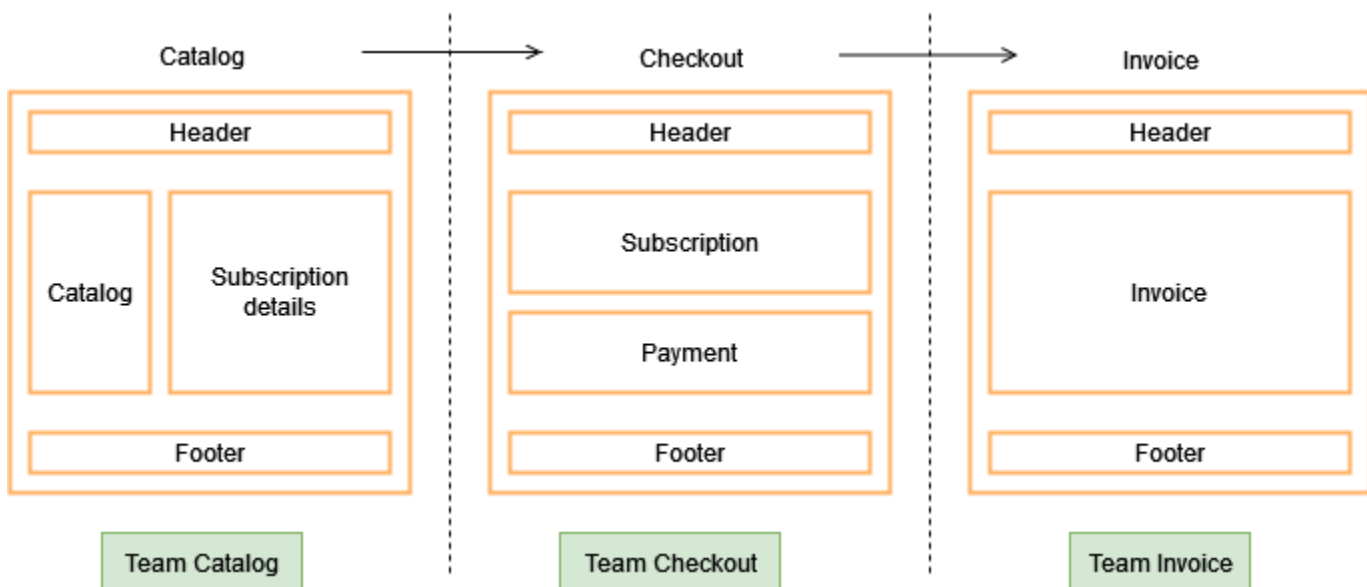 Catalog
Checkout
Invoice
Header
Header
Header
Catalog
Subscription
details
Subscription
Payment
Invoice
Footer
Footer
Footer
Team Catalog
Team Checkout
Team Invoice